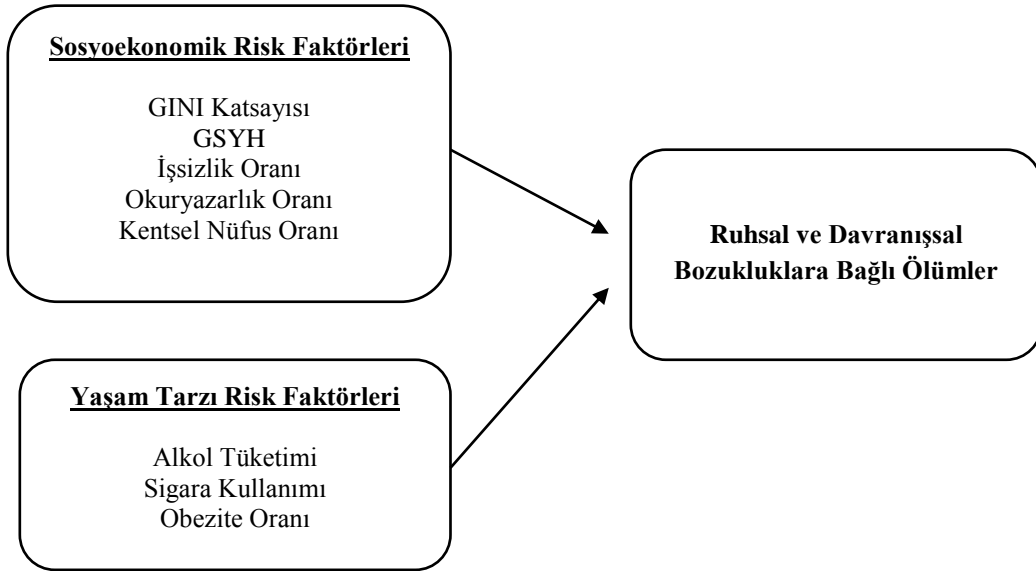 Sosyoekonomik Risk Faktörleri
GINI Katsayısı
GSYH
İşsizlik Oranı
Okuryazarlık Oranı
Kentsel Nüfus Oranı
Ruhsal ve Davranışsal
Bozukluklara Bağlı Ölümler
Yaşam Tarzı Risk Faktörleri
Alkol Tüketimi
Sigara Kullanımı
Obezite Oranı